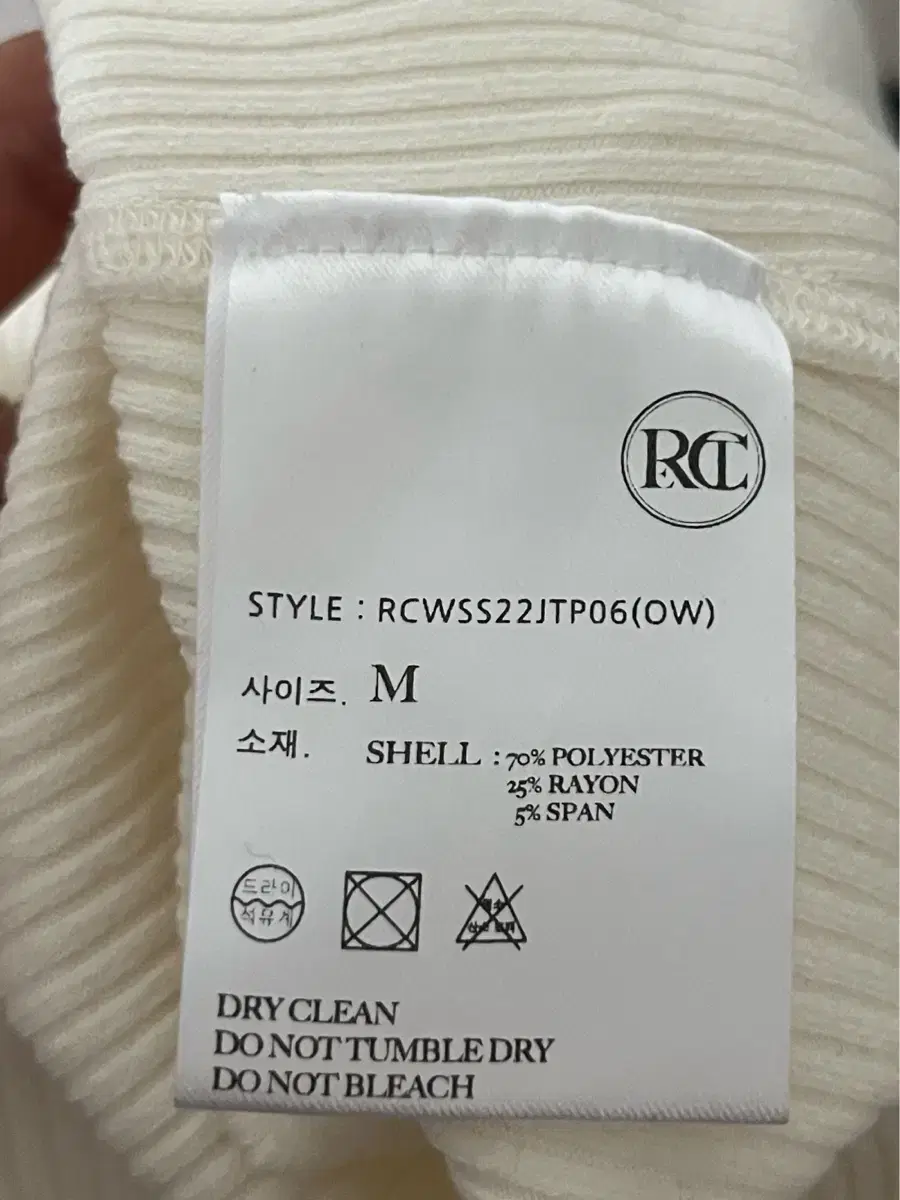 RECT
STYLE : RCWSS22JTP06(OW)
사이즈. M
소재. SHELL : 70% POLYESTER
25% RAYON
5% SPAN
드라이
석유계
DRY CLEAN
DO NOT TUMBLE DRY
DO NOT BLEACH